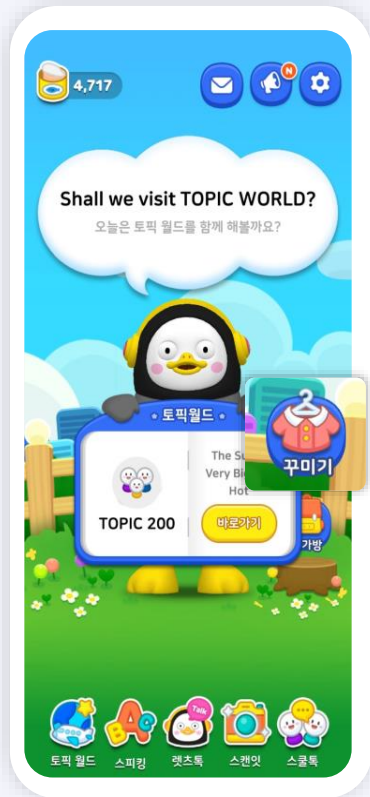 4,717
N
Shall we visit TOPIC WORLD?
오늘은 토픽 월드를 함께 해볼까요?
토픽월드
The
Very
Hot
TOPIC 200
바로가기
꾸미기
가방
Talk
토픽 월드
스피킹
렛츠톡
스캔잇
스쿨톡